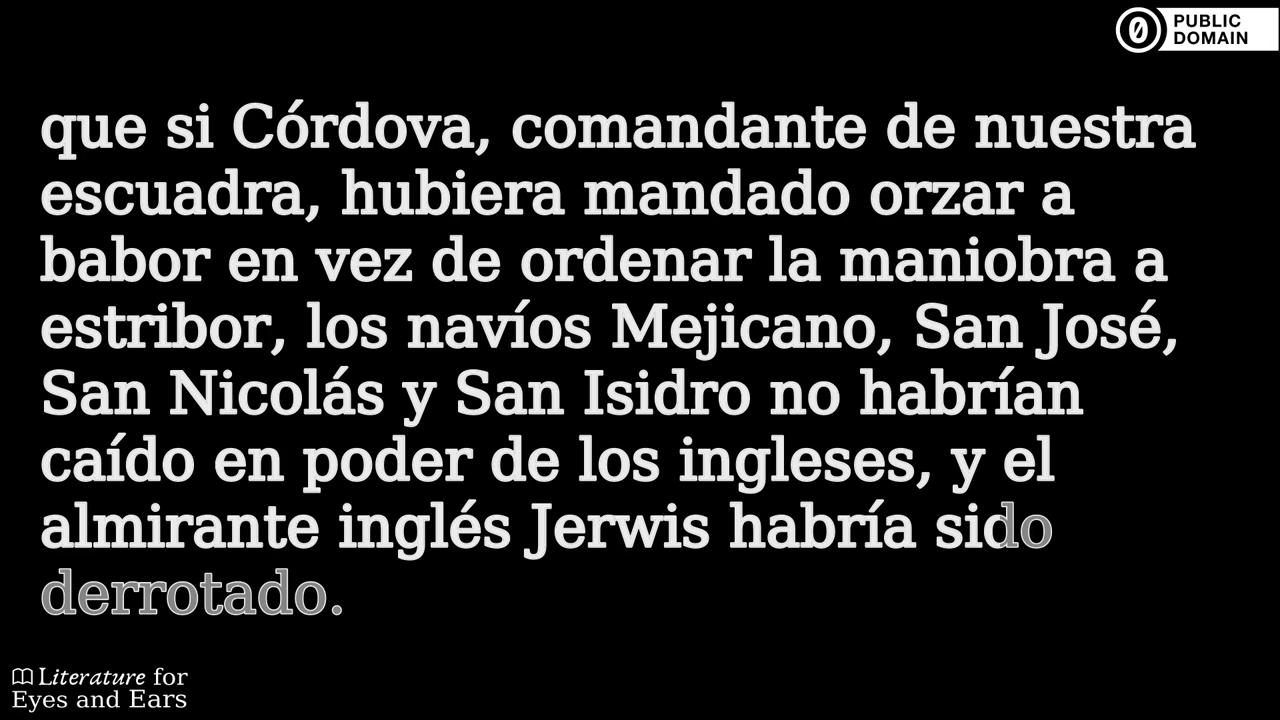 PUBLIC
DOMAIN
que si Córdova, comandante de nuestra
escuadra, hubiera mandado orzar a
babor en vez de ordenar la maniobra a
estribor, los navíos Mejicano, San José,
San Nicolás y San Isidro no habrían
caído en poder de los ingleses, y el
almirante inglés Jerwis habría sido
derrotado.
Literature for
Eyes and Ears